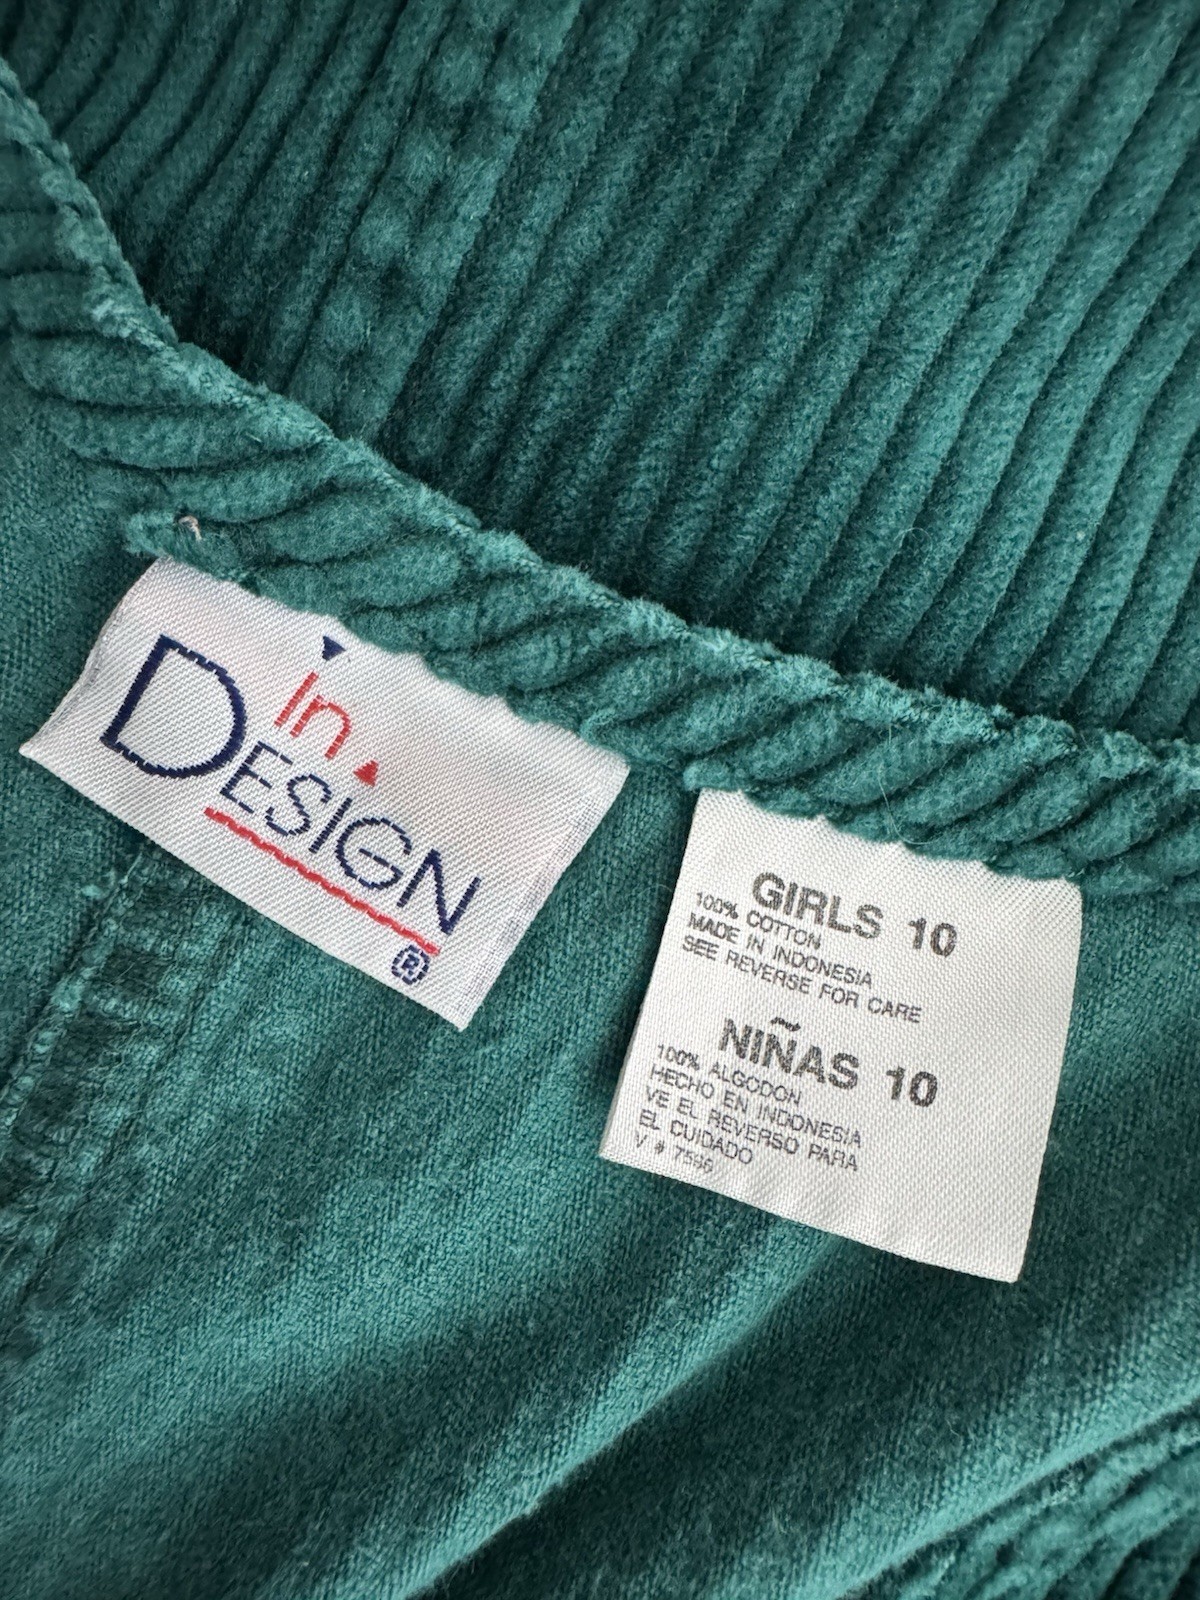 In
DESIGN
®
GIRLS 10
100% COTTON
MADE IN INDONESIA
SEE REVERSE FOR CARE
NIÑAS 10
100% ALGODON
HECHO EN INDONESIA
VE EL REVERSO PARA
EL CUIDADO
V #